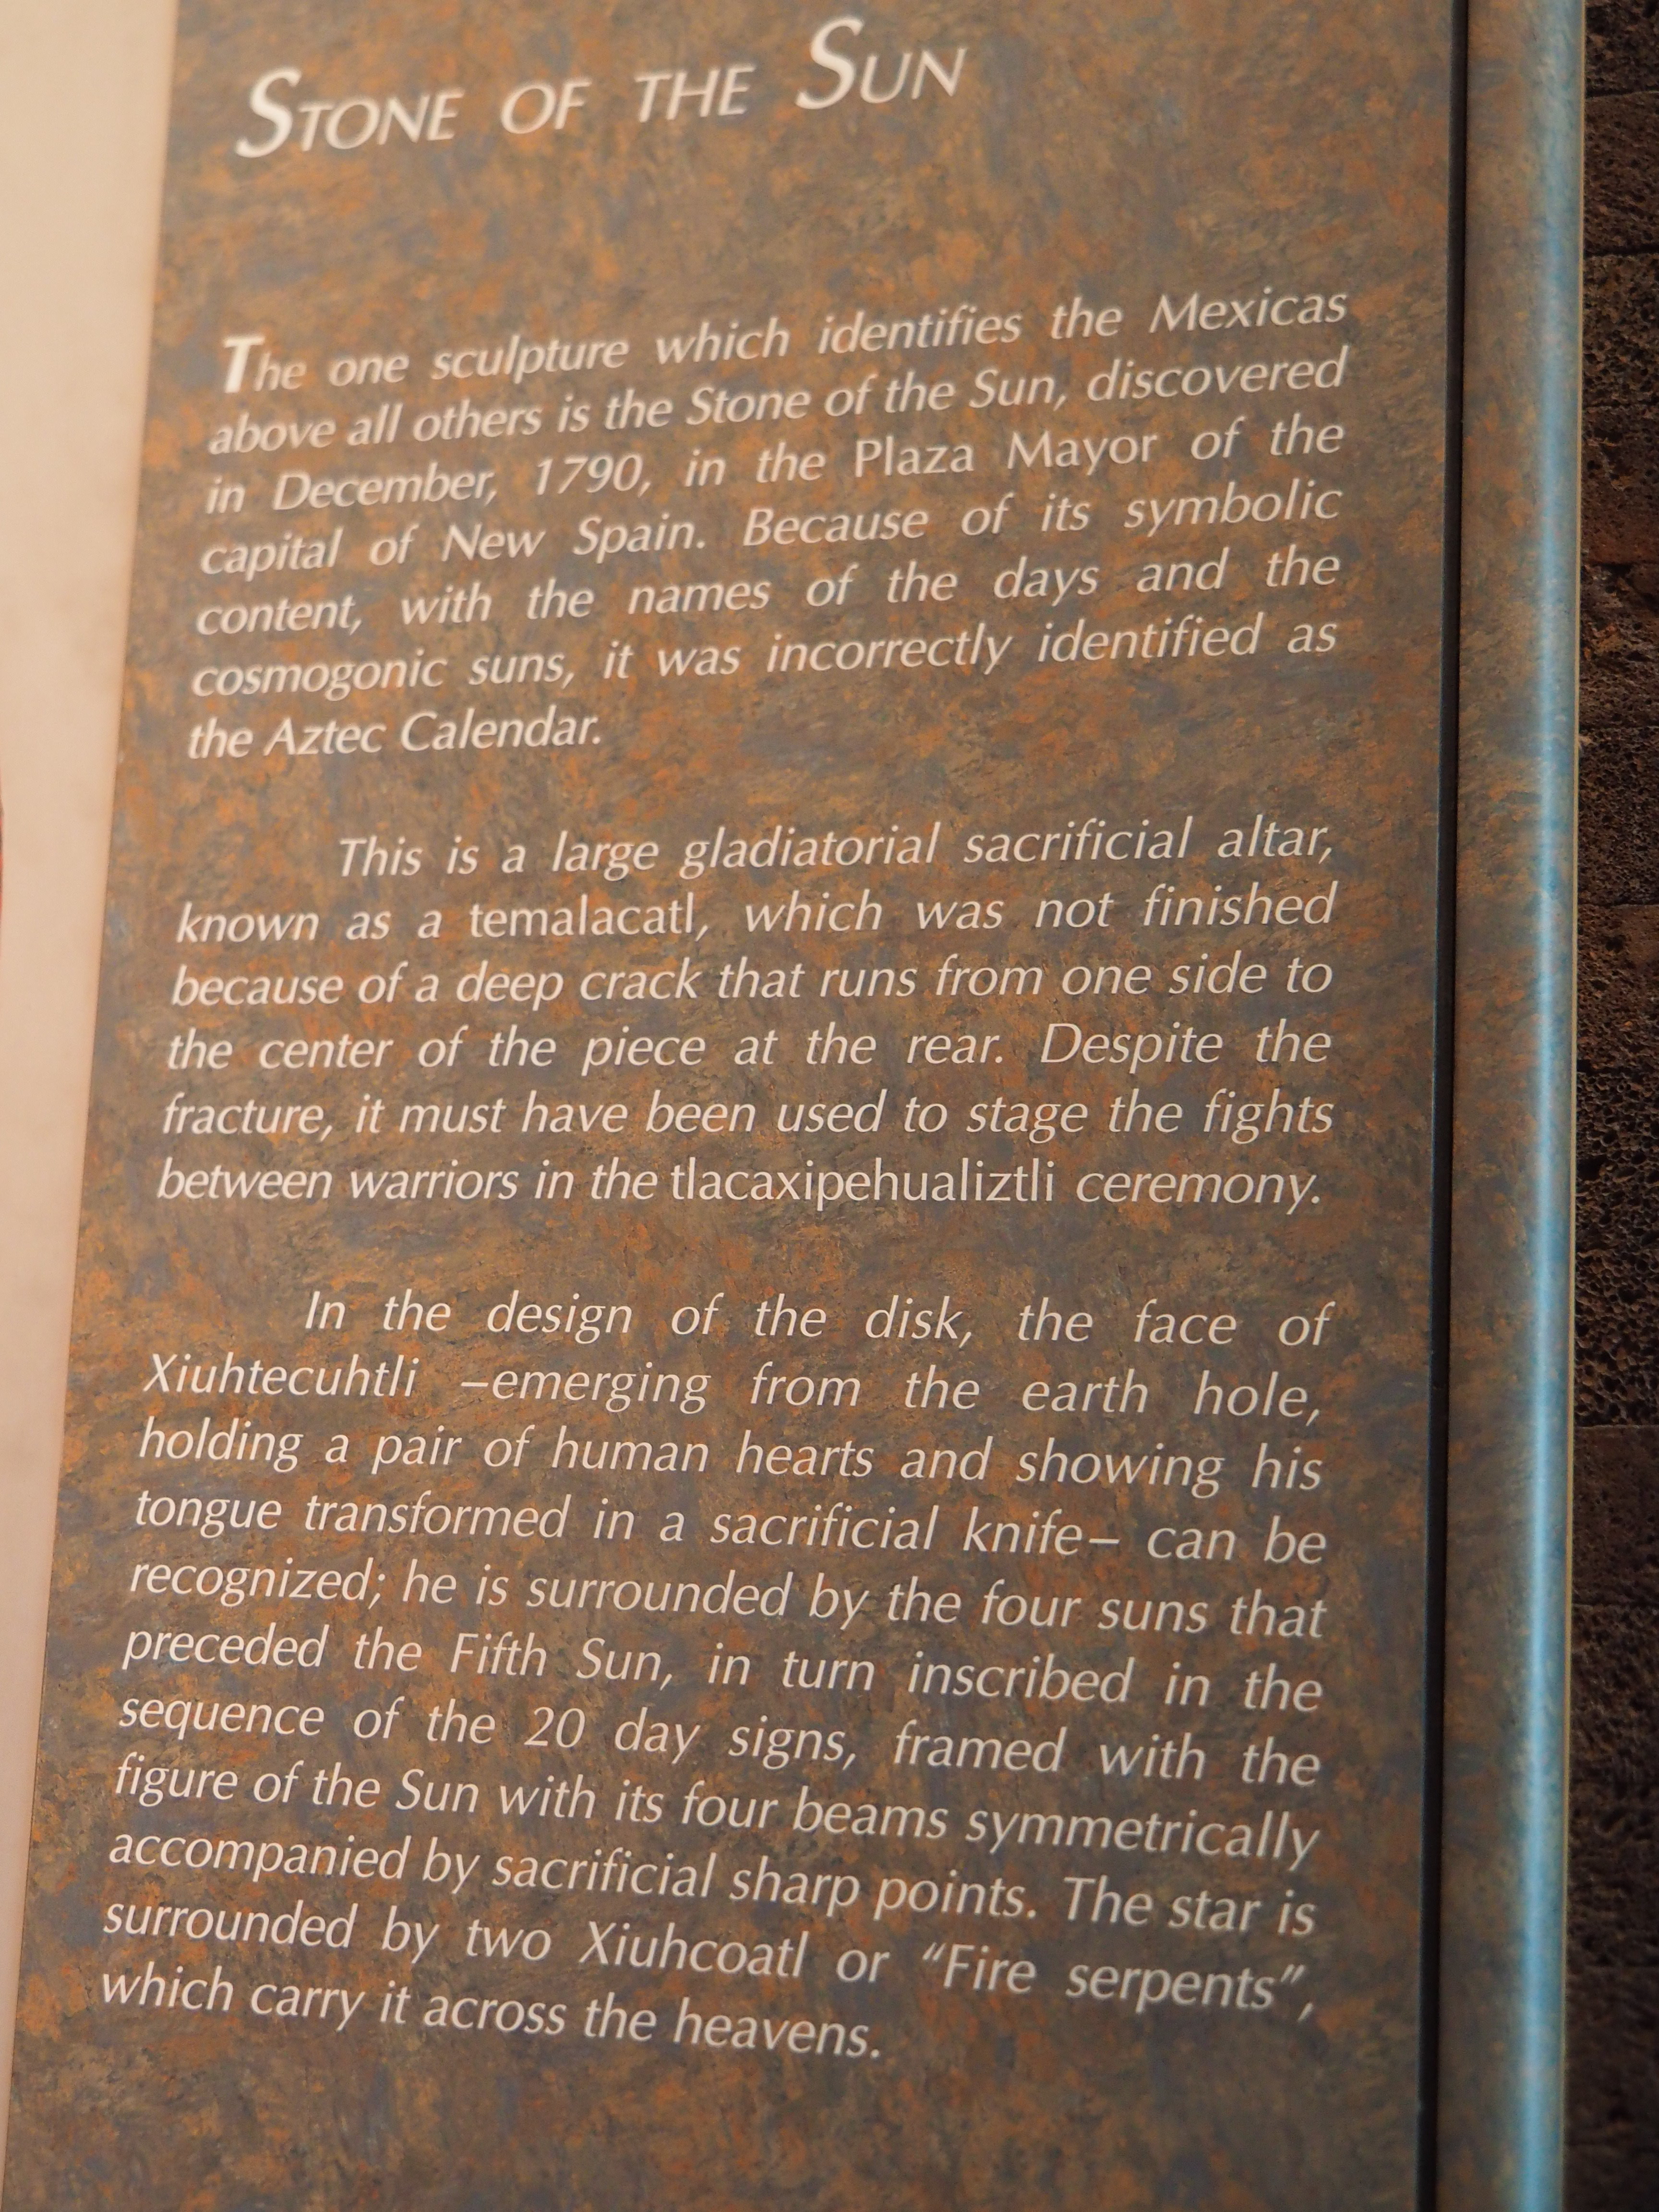 STONE OF THE SUN
The one sculpture which identifies the Mexicas
above all others is the Stone of the Sun, discovered
in December, 1790, in the Plaza Mayor of the
capital of New Spain. Because of its symbolic
content, with the names of the days and the
cosmogonic suns, it was incorrectly identified as
the Aztec Calendar.
This is a large gladiatorial sacrificial altar,
known as a temalacatl, which was not finished
because of a deep crack that runs from one side to
the center of the piece at the rear. Despite the
fracture, it must have been used to stage the fights
between warriors in the tlacaxipehualiztli ceremony.
In the design of the disk, the face of
Xiuhtecuhtli –emerging from the earth hole,
holding a pair of human hearts and showing his
tongue transformed in a sacrificial knife– can be
recognized; he is surrounded by the four suns that
preceded the Fifth Sun, in turn inscribed in the
sequence of the 20 day signs, framed with the
figure of the Sun with its four beams symmetrically
accompanied by sacrificial sharp points. The star is
surrounded by two Xiuhcoatl or “Fire serpents”,
which carry it across the heavens.